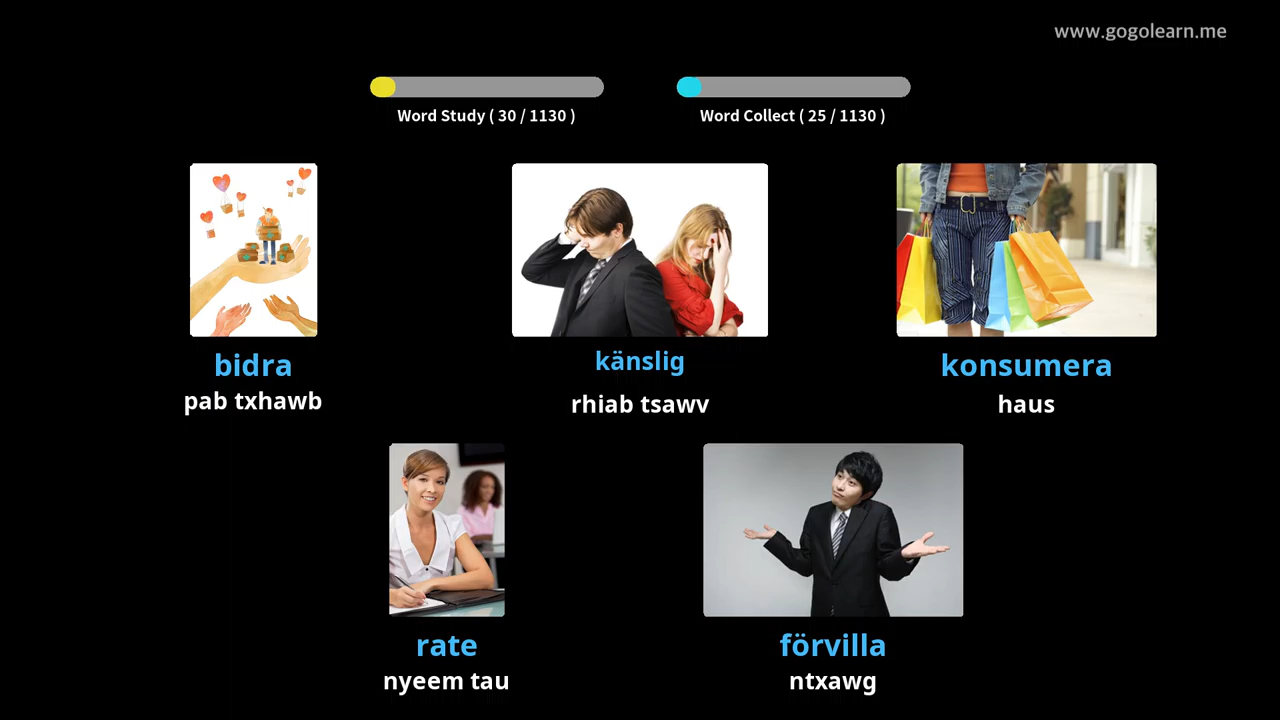 www.gogolearn.me
Word Study ( 30 / 1130 )
Word Collect ( 25 / 1130 )
bidra
pab txhawb
känslig
rhiab tsawv
konsumera
haus
rate
nyeem tau
förvilla
ntxawg